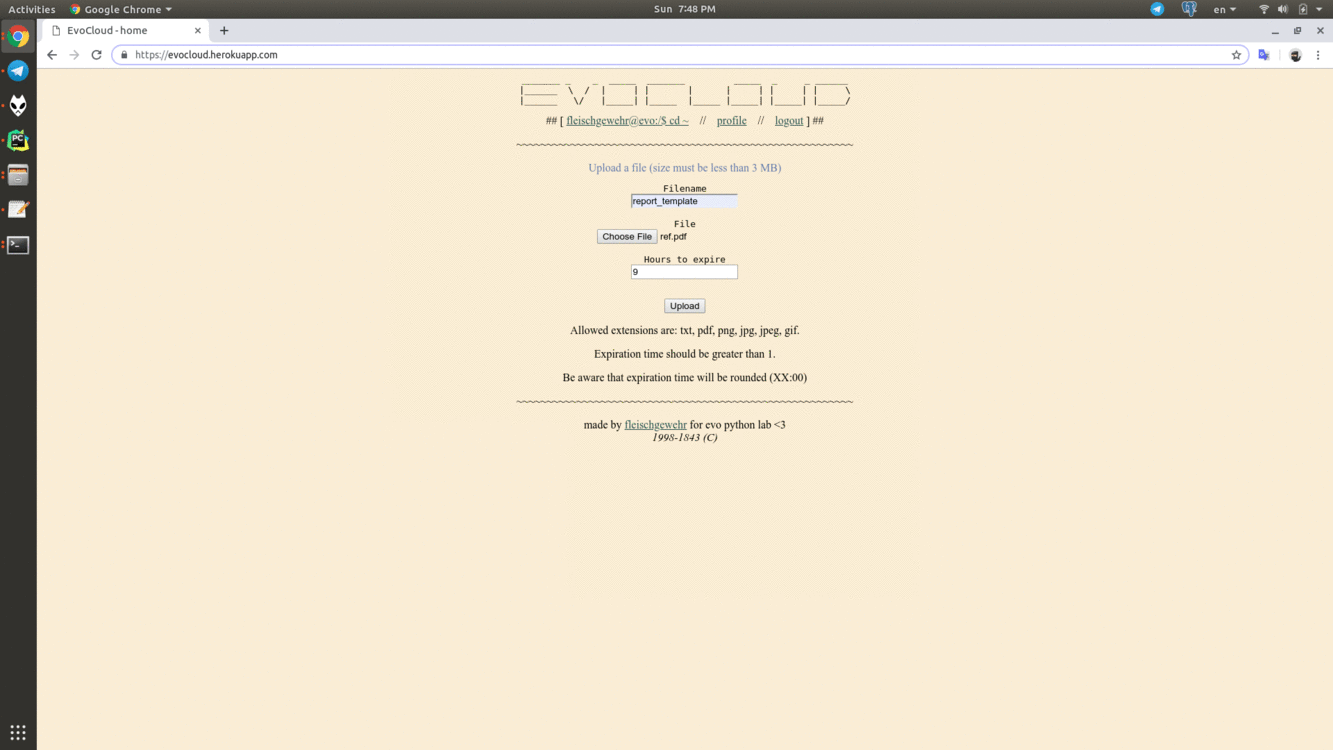 Activities Google Chrome Sun 7:48 PM en
EvoCloud - home
https://evocloud.herokuapp.com
## [ fleischgewehr@evo:/$ cd ~ // profile // logout ] ##
~~~~~~~~~~~~~~~~~~~~~~~~~~~~~~~~~~~~~~~~~~~~~~~~~~~~~~~~
Upload a file (size must be less than 3 MB)
Filename
report_template
File
Choose File ref.pdf
Hours to expire
9
Upload
Allowed extensions are: txt, pdf, png, jpg, jpeg, gif.
Expiration time should be greater than 1.
Be aware that expiration time will be rounded (XX:00)
~~~~~~~~~~~~~~~~~~~~~~~~~~~~~~~~~~~~~~~~~~~~~~~~~~~~~~~~
made by fleischgewehr for evo python lab <3
1998-1843 (C)